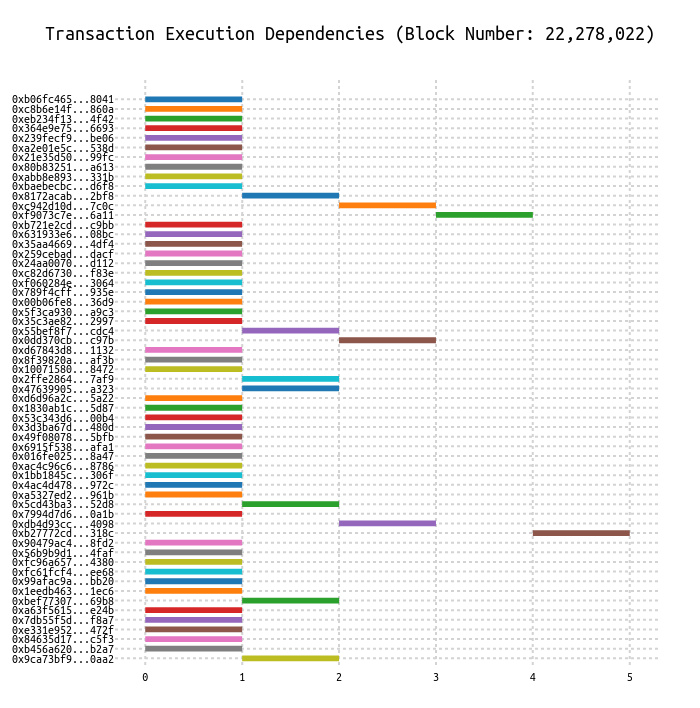 Transaction Execution Dependencies (Block Number: 22,278,022)
0xb06fc465...8041
0xc8b6e14f...860a
0xeb234f13...4f42
0x364e9e75...6693
0x239fecf9...be06
0xa2e01e5c...538d
0x21e35d50...99fc
0x80b83251...a613
0xabb8e893...331b
0xbaebecbc...d6f8
0x8172acab...2bf8
0xc942d10d...7c0c
0xf9073c7e...6a11
0xb721e2cd...c9bb
0x631933e6...08bc
0x35aa4669...4df4
0x259cebad...dacf
0x24aa0070...d112
0xc82d6730...f83e
0xf060284e...3064
0x789f4cff...935e
0x00b06fe8...36d9
0x5f3ca930...a9c3
0x35c3ae82...2997
0x55bef8f7...cdc4
0x0dd370cb...c97b
0xd67843d8...1132
0x8f39820a...af3b
0x10071580...8472
0x2ffe2864...7af9
0x47639905...a323
0xd6d96a2c...5a22
0x1830ab1c...5d87
0x53c343d6...00b4
0x3d3ba67d...480d
0x49f08078...5bfb
0x6915f538...afa1
0x016fe025...8a47
0xac4c96c6...8786
0x1bb1845c...306f
0x4ac4d478...972c
0xa5327ed2...961b
0x5cd43ba3...52d8
0x7994d7d6...0a1b
0xdb4d93cc...4098
0xb27772cd...318c
0x90479ac4...8fd2
0x56b9b9d1...4faf
0xfc96a657...4380
0xfc61fcf4...ee68
0x99afac9a...bb20
0x1eedb463...1ec6
0xbef77307...69b8
0xa63f5615...e24b
0x7db55f5d...f8a7
0xe331e952...472f
0x84635d17...c5f3
0xb456a620...b2a7
0x9ca73bf9...0aa2
0 1 2 3 4 5